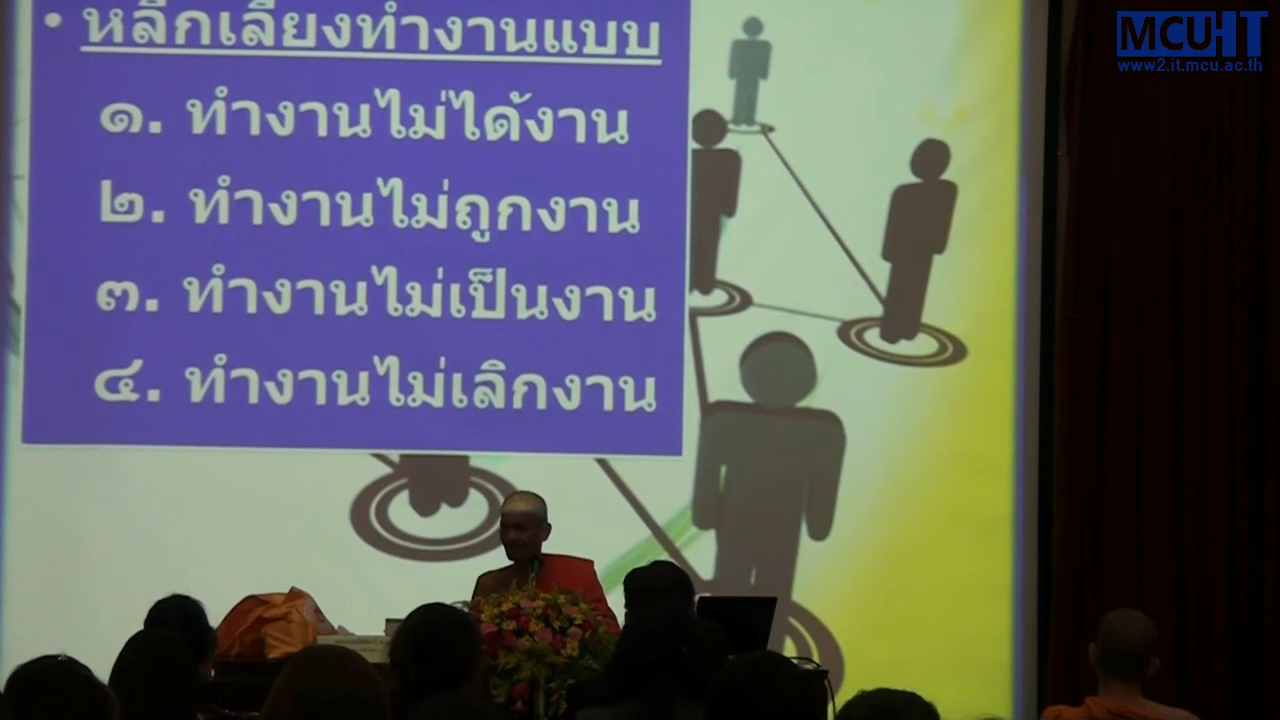 • หลีกเลี่ยงทำงานแบบ
๑. ทำงานไม่ได้งาน
๒. ทำงานไม่ถูกงาน
๓. ทำงานไม่เป็นงาน
๔. ทำงานไม่เลิกงาน
MCU IT
www2.it.mcu.ac.th